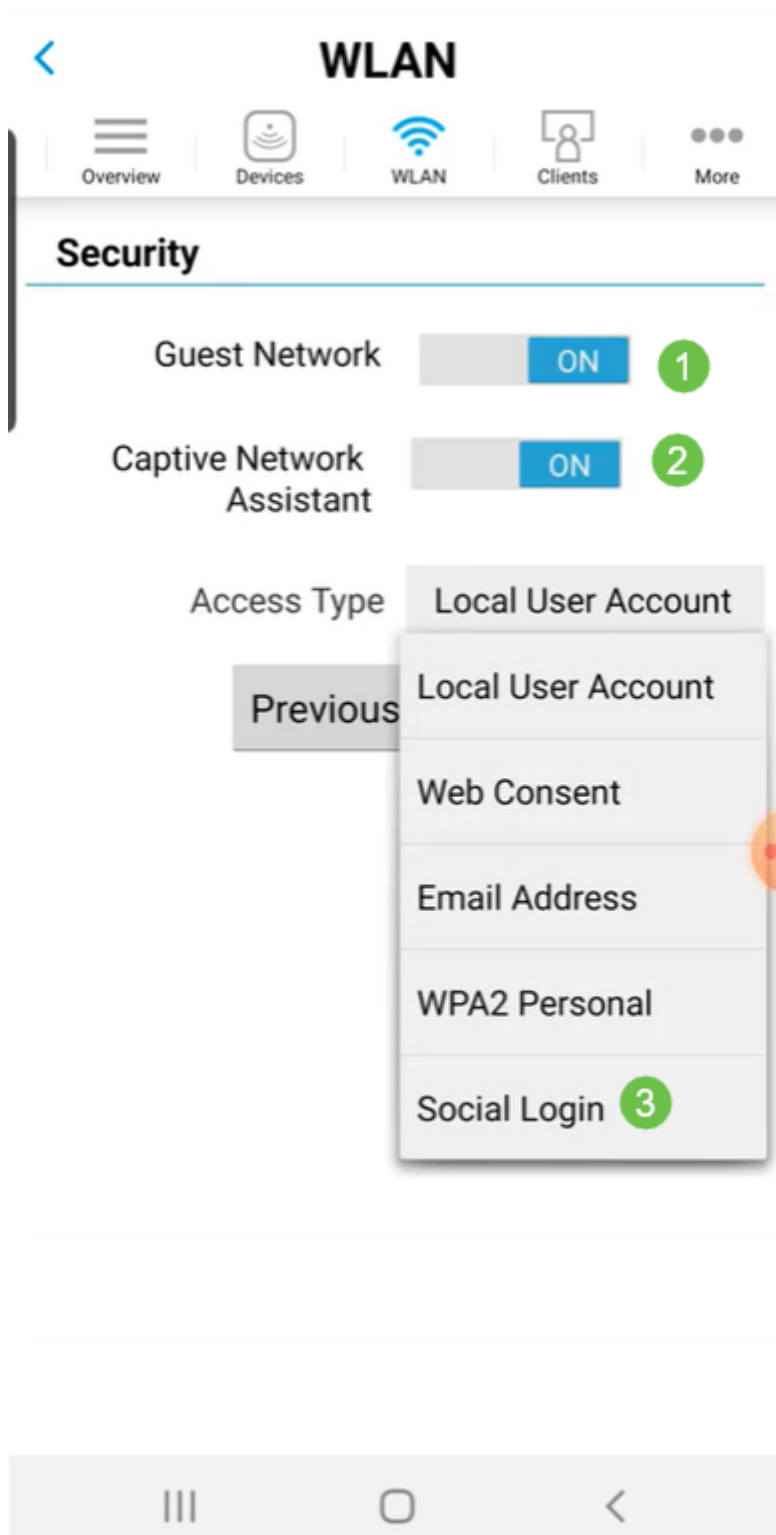 WLAN
Overview Devices WLAN Clients More
Security
Guest Network ON 1
Captive Network ON 2
Assistant
Access Type Local User Account
Previous Local User Account
Web Consent
Email Address
WPA2 Personal
Social Login 3